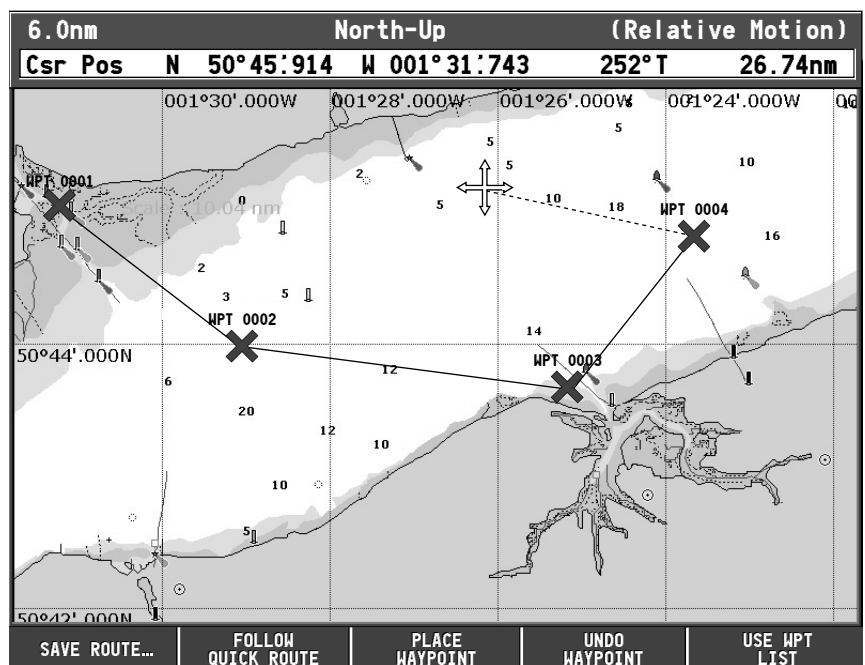 6.0nm North-Up (Relative Motion)
Csr Pos N 50°45'.914 W 001°31'.743 252°T 26.74nm
001°30'.000W 001°28'.000W 001°26'.000W 001°24'.000W
5
5
2
5
10
WPT 0001
0
5
10
18
WPT 0004
Scale 10.04 nm
16
2
3
5
WPT 0002
14
50°44'.000N
WPT 0003
12
6
20
12
10
10
5
50°42'.000N
SAVE ROUTE... FOLLOW QUICK ROUTE PLACE WAYPOINT UNDO WAYPOINT USE WPT LIST